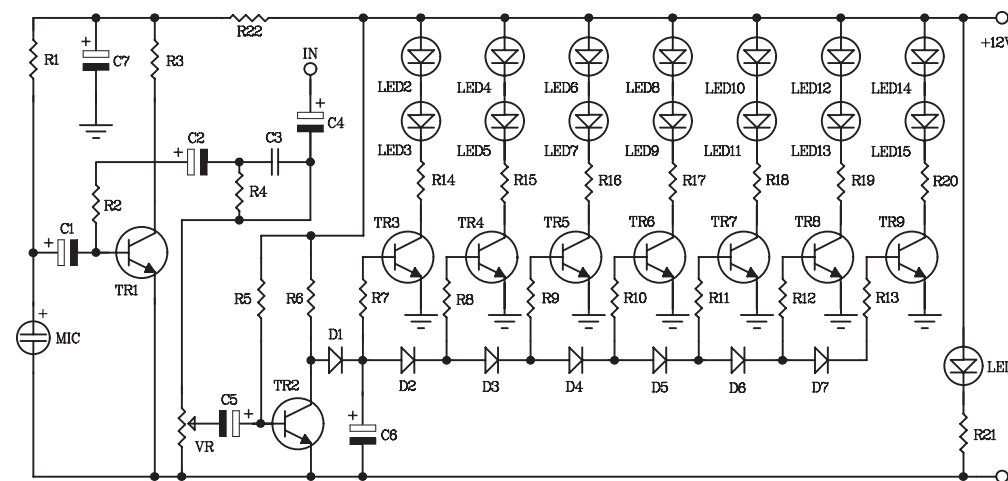 R22
+12V
R1
+
C7
R3
IN
LED2
LED4
LED6
LED8
LED10
LED12
LED14
+
C4
+
C2
C3
LED3
LED5
LED7
LED9
LED11
LED13
LED15
R2
R4
R14
R15
R16
R17
R18
R19
R20
+
C1
TR3
TR4
TR5
TR6
TR7
TR8
TR9
TR1
R5
R6
R7
R8
R9
R10
R11
R12
R13
+
MIC
D1
D2
D3
D4
D5
D6
D7
LED
TR2
C5
+
VR
+
C6
R21